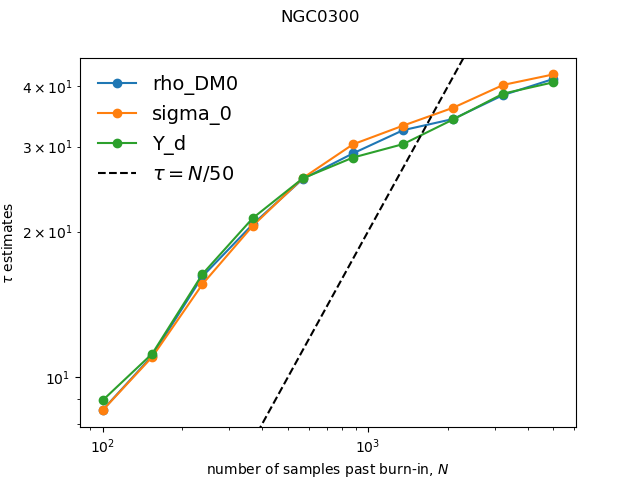 NGC0300
rho_DM0
sigma_0
Y_d
τ = N/50
4 × 10¹
3 × 10¹
2 × 10¹
10¹
τ estimates
10² 10³
number of samples past burn-in, N